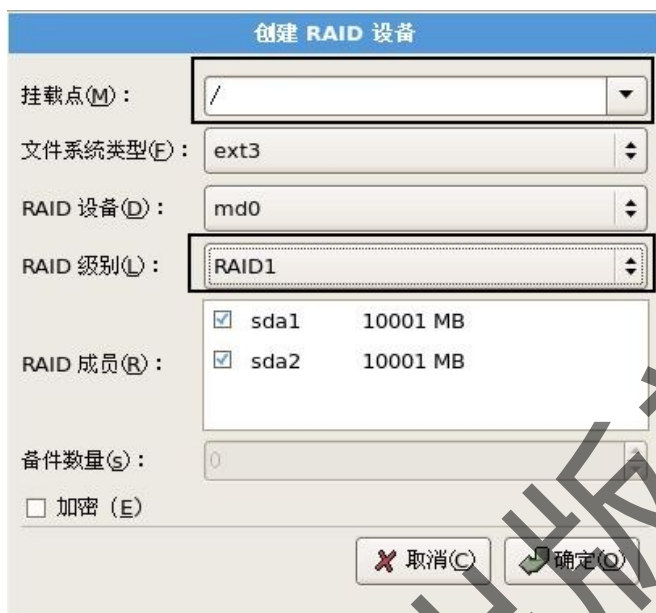 创建 RAID 设备
挂载点(M)： /
文件系统类型(F)： ext3
RAID 设备(D)： md0
RAID 级别(L)： RAID1
sda1 10001 MB
RAID 成员(R)： sda2 10001 MB
备件数量(s)： 0
加密 (E)
取消(C) 确定(O)
版